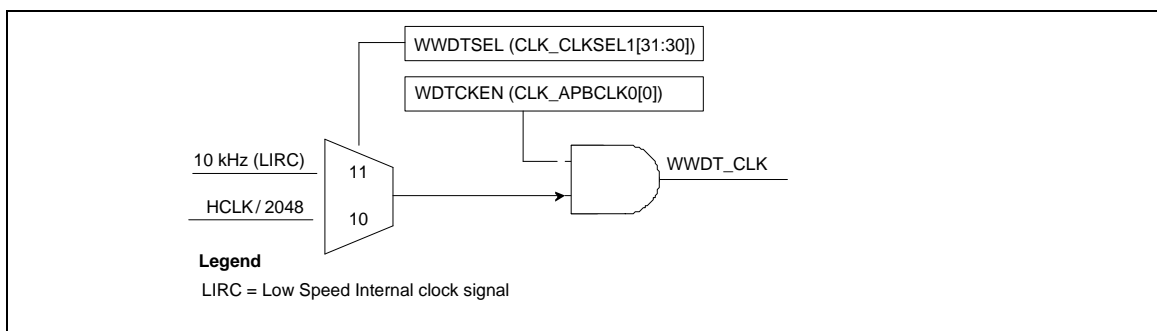 WWDTSEL (CLK_CLKSEL1[31:30])
WDTCKEN (CLK_APBCLK0[0])
10 kHz (LIRC)
11
WWDT_CLK
HCLK / 2048
10
Legend
LIRC = Low Speed Internal clock signal